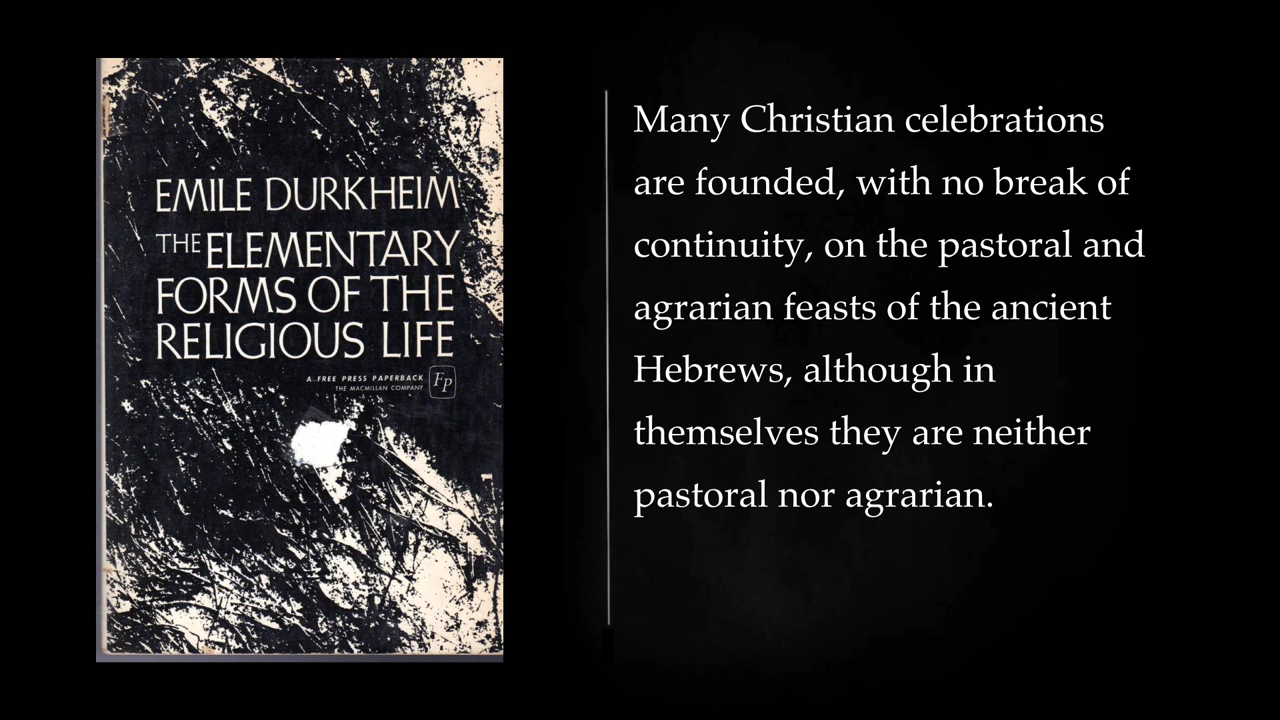 EMILE DURKHEIM
THE ELEMENTARY
FORMS OF THE
RELIGIOUS LIFE
A FREE PRESS PAPERBACK
THE MACMILLAN COMPANY
FP
Many Christian celebrations
are founded, with no break of
continuity, on the pastoral and
agrarian feasts of the ancient
Hebrews, although in
themselves they are neither
pastoral nor agrarian.